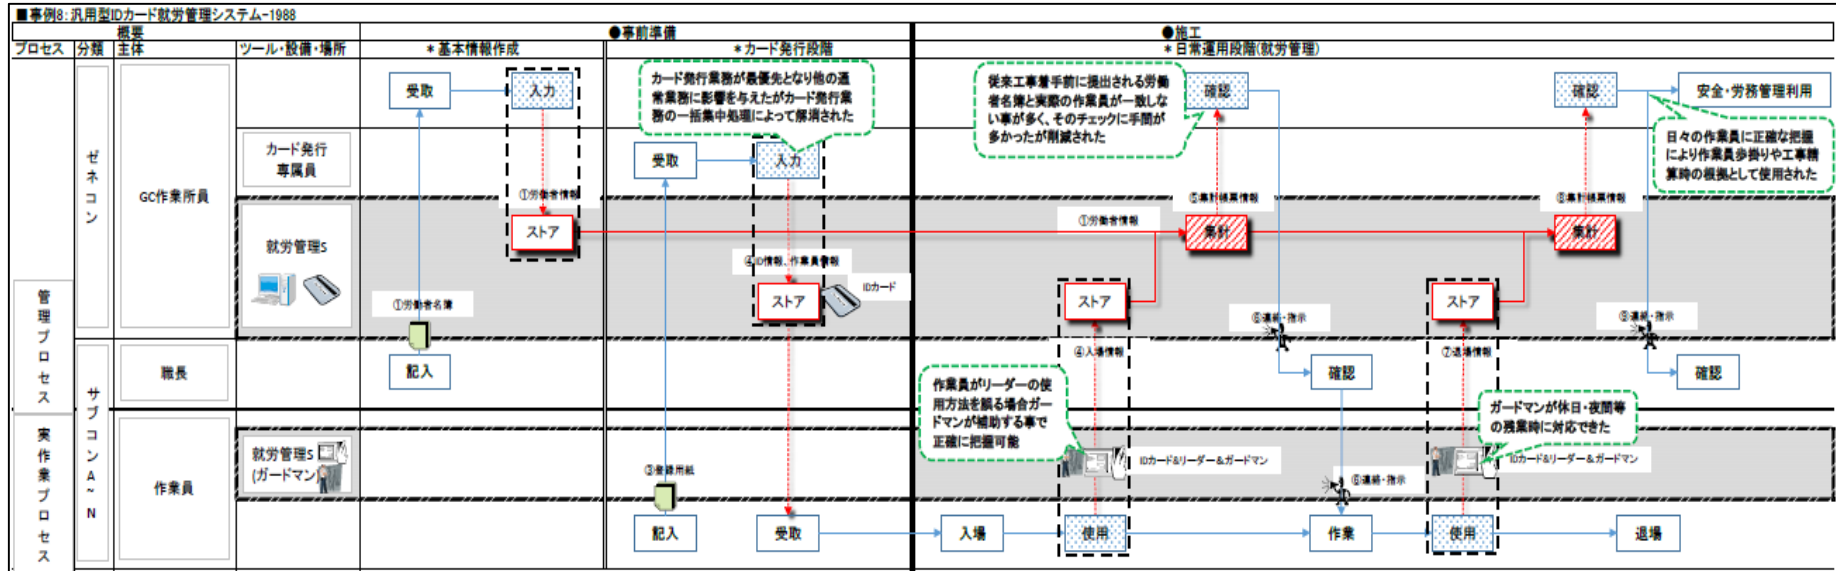 ■事例8:汎用型IDカード就労管理システム-1988
概要
●事前準備
●施工
プロセス
分類
主体
ツール・設備・場所
＊基本情報作成
＊カード発行段階
＊日常運用段階(就労管理)
管理プロセス
実作業プロセス
ゼネコン
サブコンA~N
GC作業所員
職長
作業員
カード発行
専属員
就労管理S
就労管理S
(ガードマン)
受取
入力
①労働者情報
ストア
①労働者名簿
記入
カード発行業務が最優先となり他の通
常業務に影響を与えたがカード発行業
務の一括集中処理によって解消された
受取
入力
④ID情報、作業員情報
ストア
IDカード
③登録用紙
記入
受取
従来工事着手前に提出される労働
者名簿と実際の作業員が一致しな
い事が多く、そのチェックに手間が
多かったが削減された
確認
⑤集計帳票情報
①労働者情報
集計
ストア
④入場情報
⑥連絡・指示
確認
作業員がリーダーの使
用方法を誤る場合ガー
ドマンが補助する事で
正確に把握可能
IDカード&リーダー&ガードマン
⑥連絡・指示
入場
使用
作業
確認
安全・労務管理利用
日々の作業員に正確な把握
により作業員歩掛りや工事精
算時の根拠として使用された
⑧集計帳票情報
集計
ストア
⑦退場情報
⑨連絡・指示
確認
ガードマンが休日・夜間等
の残業時に対応できた
IDカード&リーダー&ガードマン
使用
退場